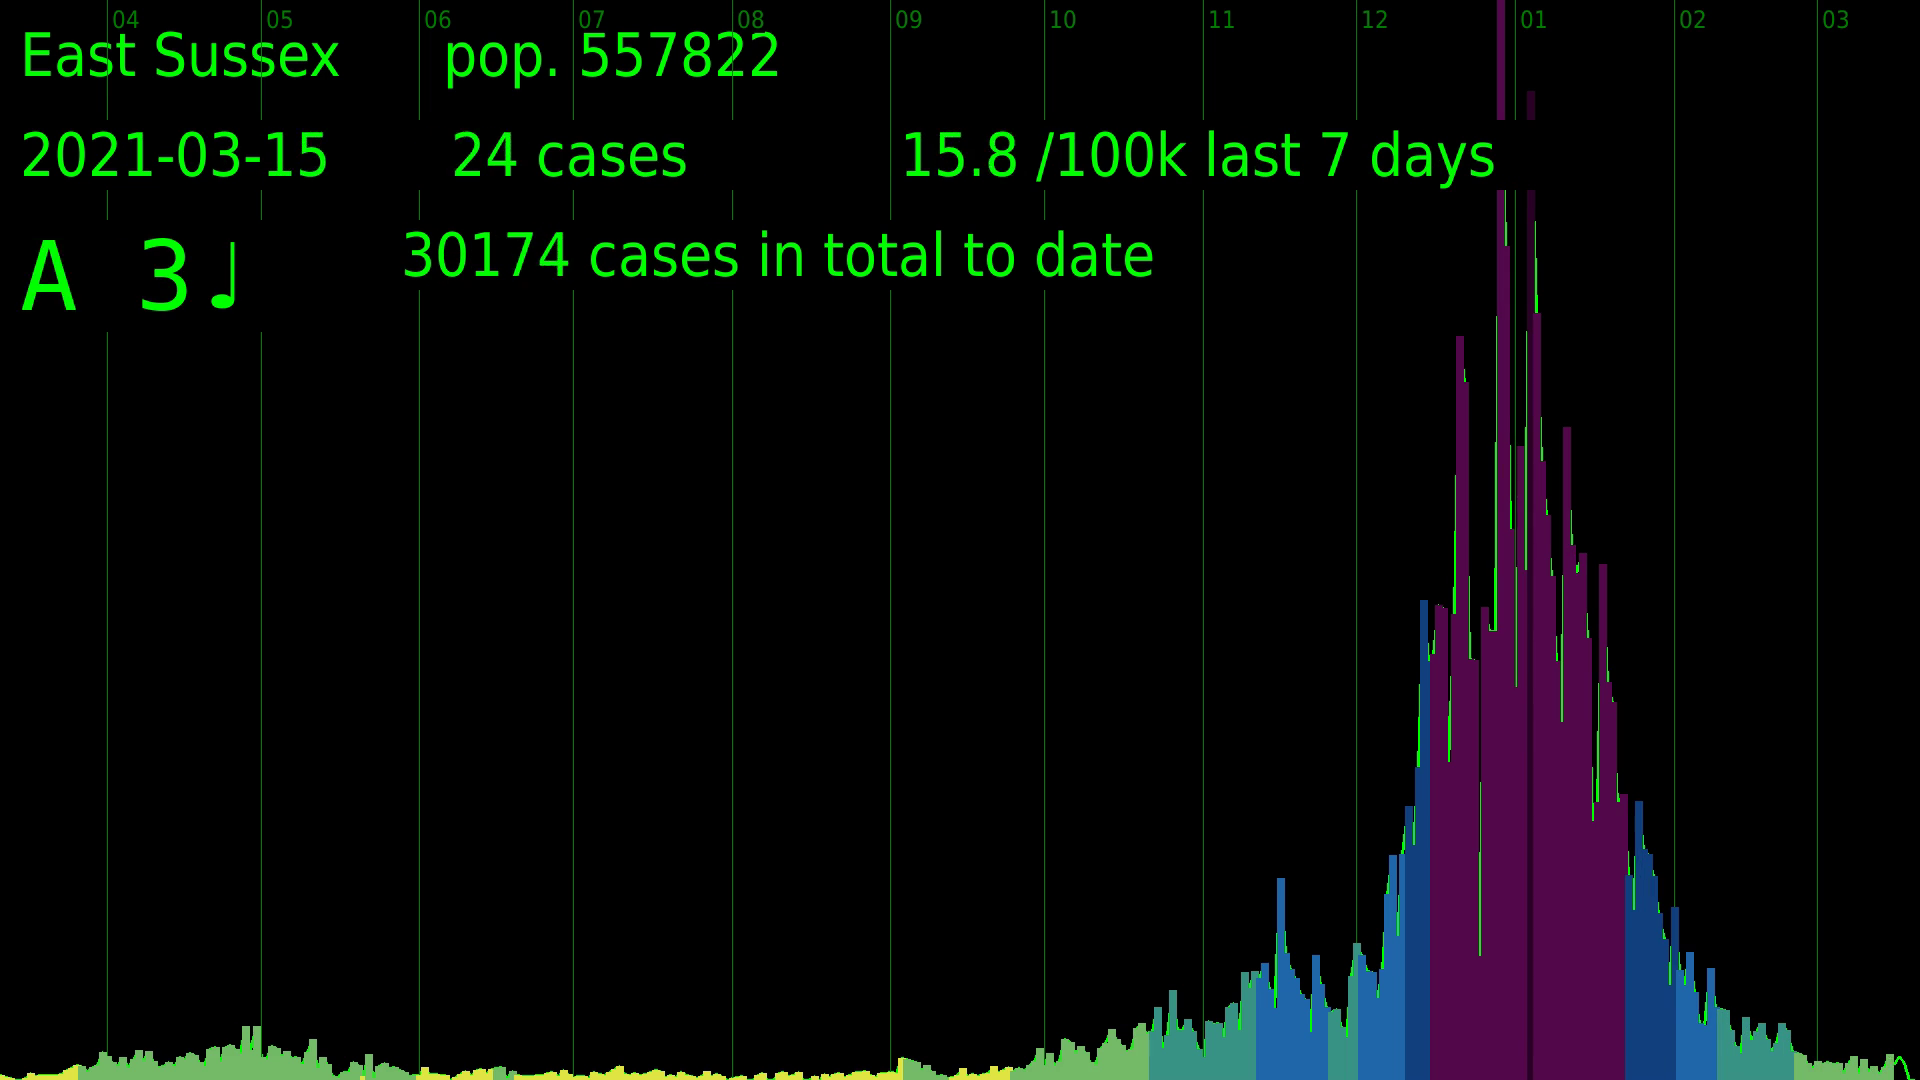 04 05 06 07 08 09 10 11 12 01 02 03
East Sussex pop. 557822
2021-03-15 24 cases 15.8 /100k last 7 days
A 3♩ 30174 cases in total to date